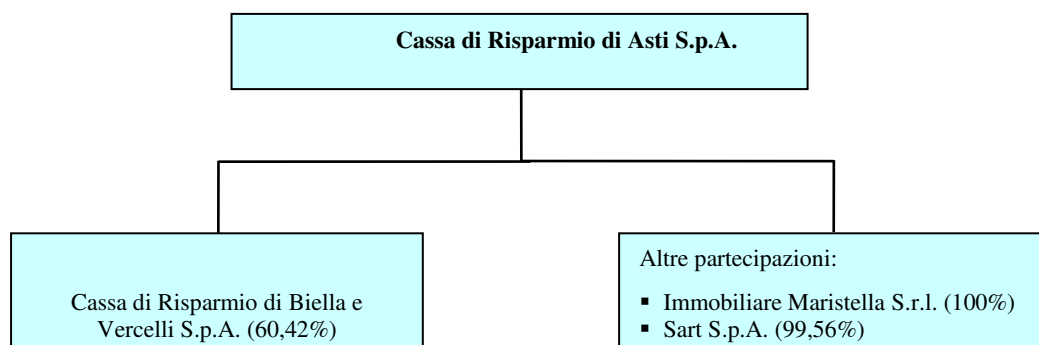 Cassa di Risparmio di Asti S.p.A.
Cassa di Risparmio di Biella e
Vercelli S.p.A. (60,42%)
Altre partecipazioni:
▪ Immobiliare Maristella S.r.l. (100%)
▪ Sart S.p.A. (99,56%)